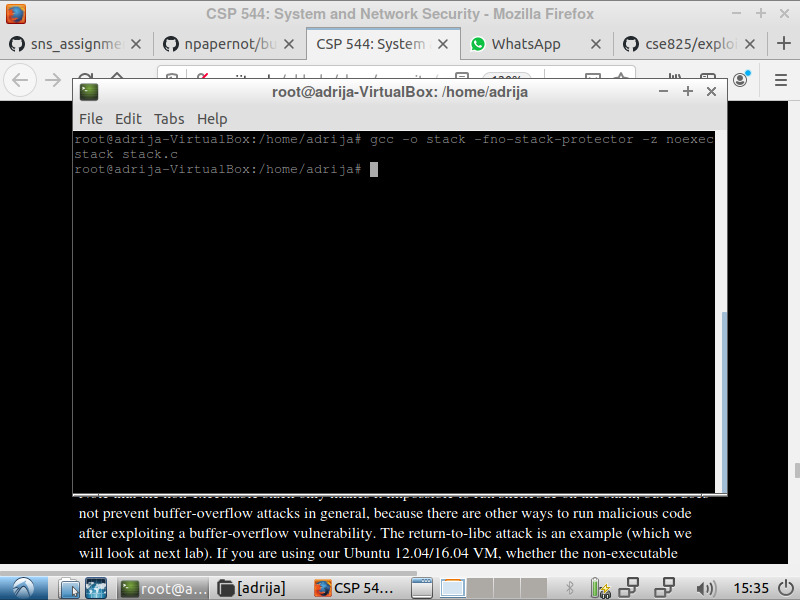 CSP 544: System and Network Security - Mozilla Firefox
sns_assignme
npapernot/bu
CSP 544: System
WhatsApp
cse825/explo
root@adrija-VirtualBox: /home/adrija
File Edit Tabs Help
root@adrija-VirtualBox:/home/adrija# gcc -o stack -fno-stack-protector -z noexec
stack stack.c
root@adrija-VirtualBox:/home/adrija#
not prevent buffer-overflow attacks in general, because there are other ways to run malicious code
after exploiting a buffer-overflow vulnerability. The return-to-libc attack is an example (which we
will look at next lab). If you are using our Ubuntu 12.04/16.04 VM, whether the non-executable
root@a...
[adrija]
CSP 54...
15:35